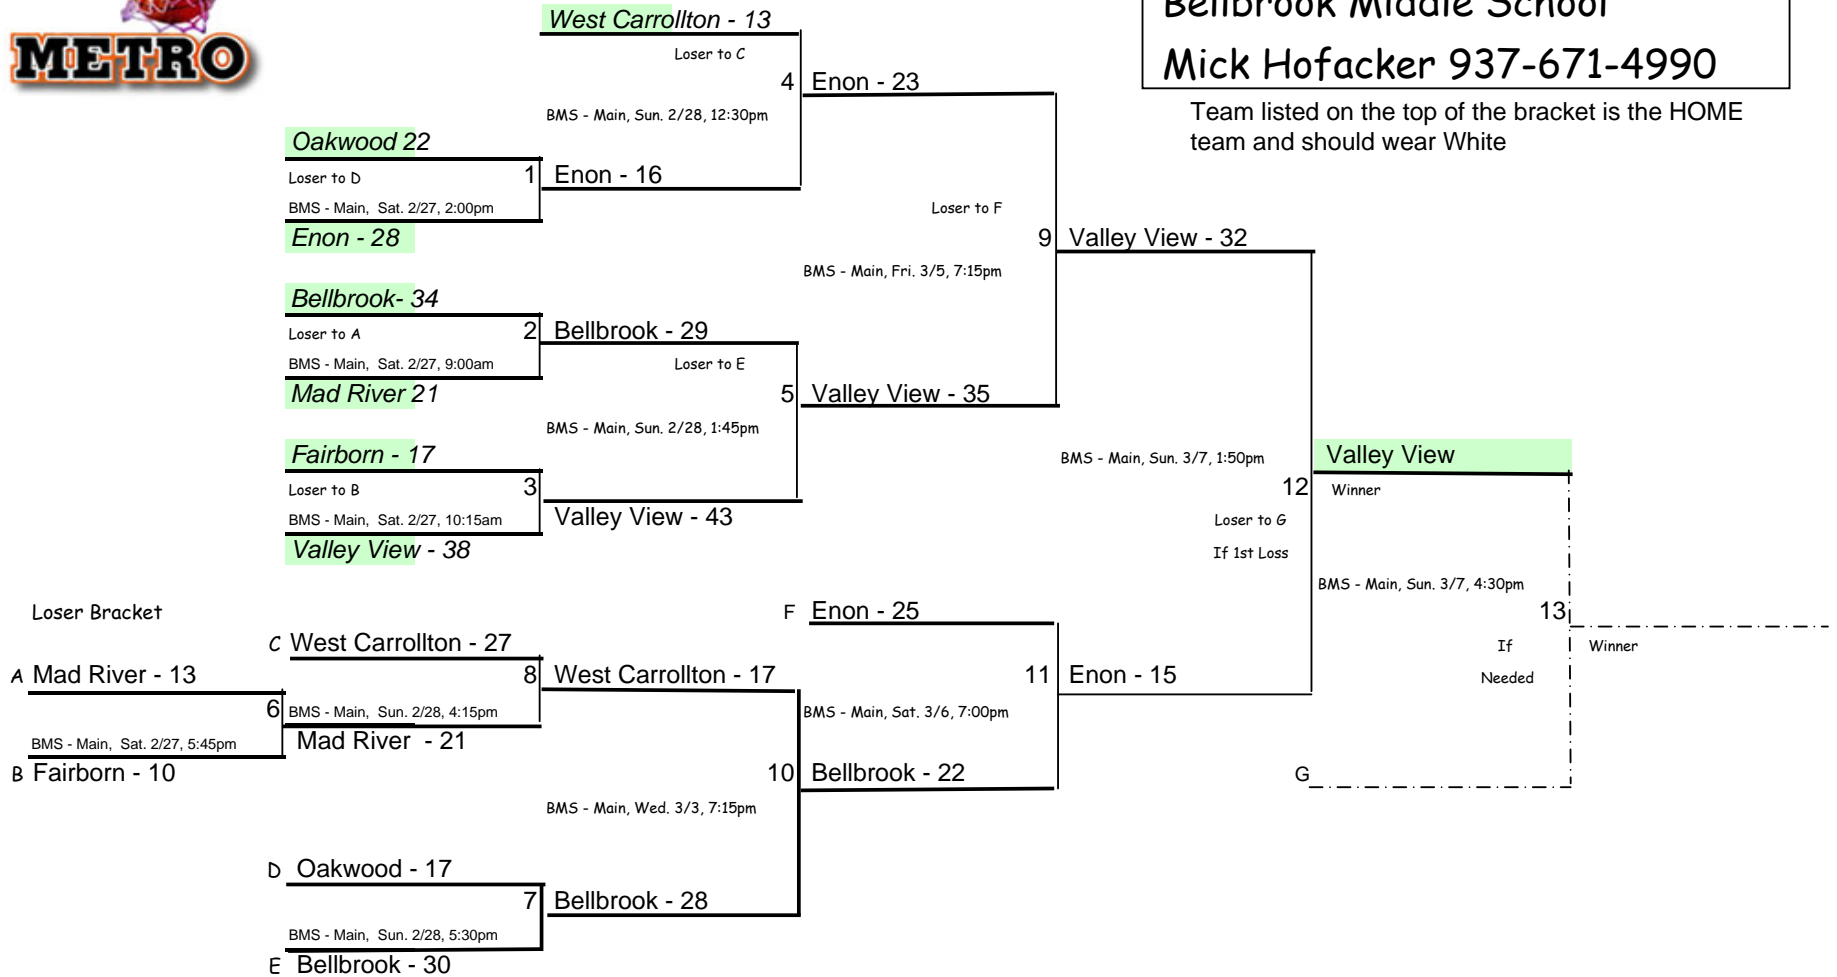 METRO
Bellbrook Middle School
Mick Hofacker 937-671-4990
Team listed on the top of the bracket is the HOME
team and should wear White
West Carrollton - 13
Loser to C
4 Enon - 23
BMS - Main, Sun. 2/28, 12:30pm
Oakwood 22
Loser to D
1 Enon - 16
BMS - Main, Sat. 2/27, 2:00pm
Enon - 28
Loser to F
9 Valley View - 32
BMS - Main, Fri. 3/5, 7:15pm
Bellbrook- 34
Loser to A
2 Bellbrook - 29
BMS - Main, Sat. 2/27, 9:00am
Mad River 21
Loser to E
5 Valley View - 35
BMS - Main, Sun. 2/28, 1:45pm
Fairborn - 17
Loser to B
3
BMS - Main, Sat. 2/27, 10:15am
Valley View - 43
Valley View - 38
BMS - Main, Sun. 3/7, 1:50pm
Valley View
12 Winner
Loser to G
If 1st Loss
BMS - Main, Sun. 3/7, 4:30pm
13
If
Needed
Winner
G
Loser Bracket
F Enon - 25
C West Carrollton - 27
A Mad River - 13
8 West Carrollton - 17
11 Enon - 15
6 BMS - Main, Sun. 2/28, 4:15pm
BMS - Main, Sat. 3/6, 7:00pm
BMS - Main, Sat. 2/27, 5:45pm
Mad River - 21
B Fairborn - 10
10 Bellbrook - 22
BMS - Main, Wed. 3/3, 7:15pm
D Oakwood - 17
7 Bellbrook - 28
BMS - Main, Sun. 2/28, 5:30pm
E Bellbrook - 30